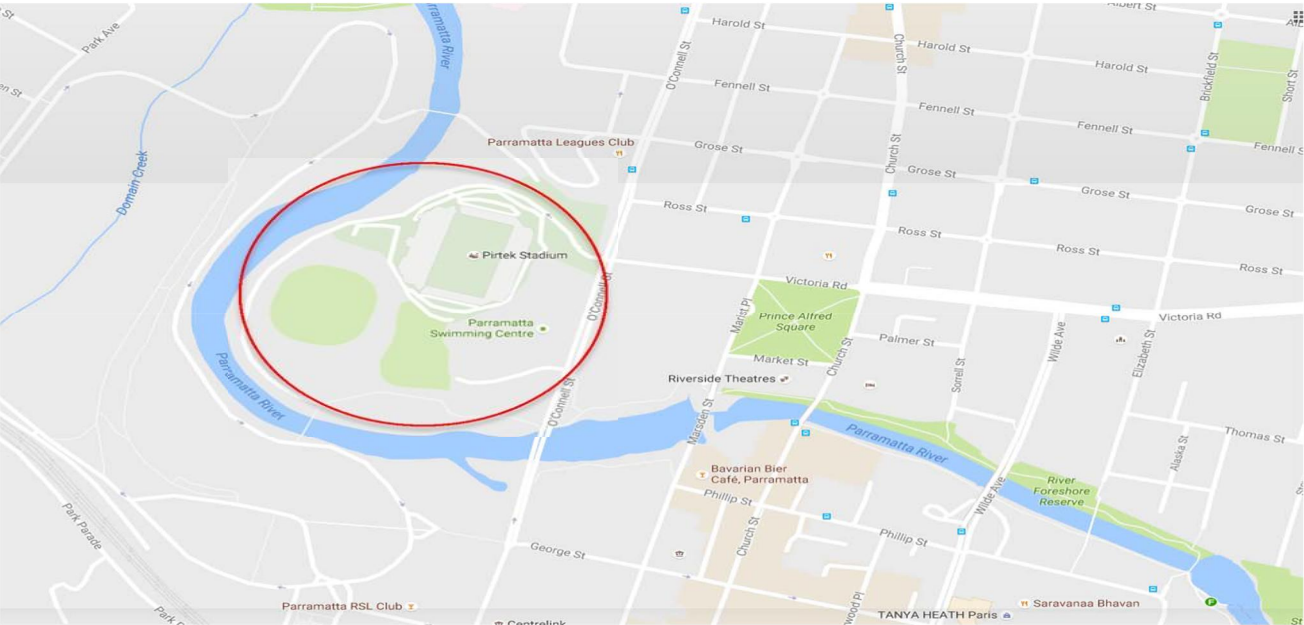 St
Park Ave
Parramatta River
Harold St
Albert St
Church St
Harold St
Harold St
O'Connell St
Fennell St
Brickfield St
Short St
Fennell St
Fennell St
Domain Creek
Parramatta Leagues Club
Grose St
Church St
Grose St
Grose St
Grose St
Ross St
Ross St
Ross St
Ross St
Pirtek Stadium
Victoria Rd
O'Connell St
Marist Pl
Prince Alfred
Square
Victoria Rd
Parramatta
Swimming Centre
Palmer St
Wilde Ave
Elizabeth St
Market St
Church St
Riverside Theatres
Sorrell St
Parramatta River
O'Connell St
Marsden St
Parramatta River
Thomas St
Alaska St
Bavarian Bier
Café, Parramatta
River
Foreshore
Reserve
Phillip St
Wilde Ave
Park Parade
Church St
Phillip St
George St
Parramatta RSL Club
Saravanaa Bhavan
TANYA HEATH Paris
Centrelink